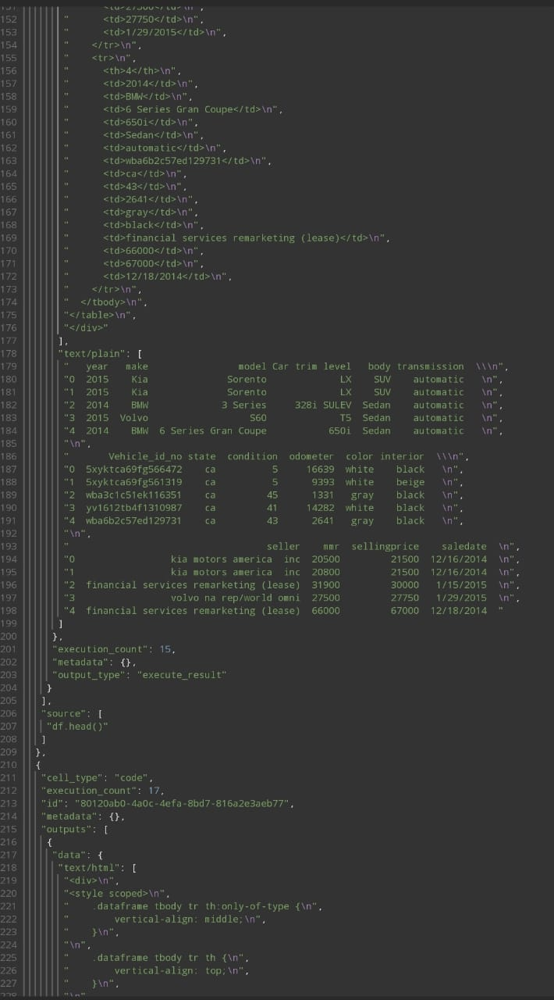 151 "      <td>27500</td>\n",
152 "      <td>27750</td>\n",
153 "      <td>1/29/2015</td>\n",
154 "    </tr>\n",
155 "    <tr>\n",
156 "      <th>4</th>\n",
157 "      <td>2014</td>\n",
158 "      <td>BMW</td>\n",
159 "      <td>6 Series Gran Coupe</td>\n",
160 "      <td>650i</td>\n",
161 "      <td>Sedan</td>\n",
162 "      <td>automatic</td>\n",
163 "      <td>wba6b2c57ed129731</td>\n",
164 "      <td>ca</td>\n",
165 "      <td>43</td>\n",
166 "      <td>2641</td>\n",
167 "      <td>gray</td>\n",
168 "      <td>black</td>\n",
169 "      <td>financial services remarketing (lease)</td>\n",
170 "      <td>66000</td>\n",
171 "      <td>67000</td>\n",
172 "      <td>12/18/2014</td>\n",
173 "    </tr>\n",
174 "  </tbody>\n",
175 "</table>\n",
176 "</div>"
177 ],
178 "text/plain": [
179 "   year   make                model Car trim level   body transmission  \\\n",
180 "0  2015    Kia              Sorento             LX    SUV    automatic   \n",
181 "1  2015    Kia              Sorento             LX    SUV    automatic   \n",
182 "2  2014    BMW             3 Series     328i SULEV  Sedan    automatic   \n",
183 "3  2015  Volvo                  S60             T5  Sedan    automatic   \n",
184 "4  2014    BMW  6 Series Gran Coupe           650i  Sedan    automatic   \n",
185 "\n",
186 "       Vehicle_id_no state  condition  odometer  color interior  \\\n",
187 "0  5xyktca69fg566472    ca          5     16639  white    black   \n",
188 "1  5xyktca69fg561319    ca          5      9393  white    beige   \n",
189 "2  wba3c1c51ek116351    ca         45      1331   gray    black   \n",
190 "3  yv1612tb4f1310987    ca         41     14282  white    black   \n",
191 "4  wba6b2c57ed129731    ca         43      2641   gray    black   \n",
192 "\n",
193 "                                   seller    mmr  sellingprice    saledate  \n",
194 "0                  kia motors america  inc  20500         21500  12/16/2014  \n",
195 "1                  kia motors america  inc  20800         21500  12/16/2014  \n",
196 "2  financial services remarketing (lease)  31900         30000   1/15/2015  \n",
197 "3                  volvo na rep/world omni  27500         27750   1/29/2015  \n",
198 "4  financial services remarketing (lease)  66000         67000  12/18/2014  "
199 ]
200 },
201 "execution_count": 15,
202 "metadata": {},
203 "output_type": "execute_result"
204 }
205 ],
206 "source": [
207 "df.head()"
208 ]
209 },
210 {
211 "cell_type": "code",
212 "execution_count": 17,
213 "id": "80120ab0-4a0c-4efa-8bd7-816a2e3aeb77",
214 "metadata": {},
215 "outputs": [
216 {
217 "data": {
218 "text/html": [
219 "<div>\n",
220 "<style scoped>\n",
221 "    .dataframe tbody tr th:only-of-type {\n",
222 "        vertical-align: middle;\n",
223 "    }\n",
224 "\n",
225 "    .dataframe tbody tr th {\n",
226 "        vertical-align: top;\n",
227 "    }\n",
228 "\n"